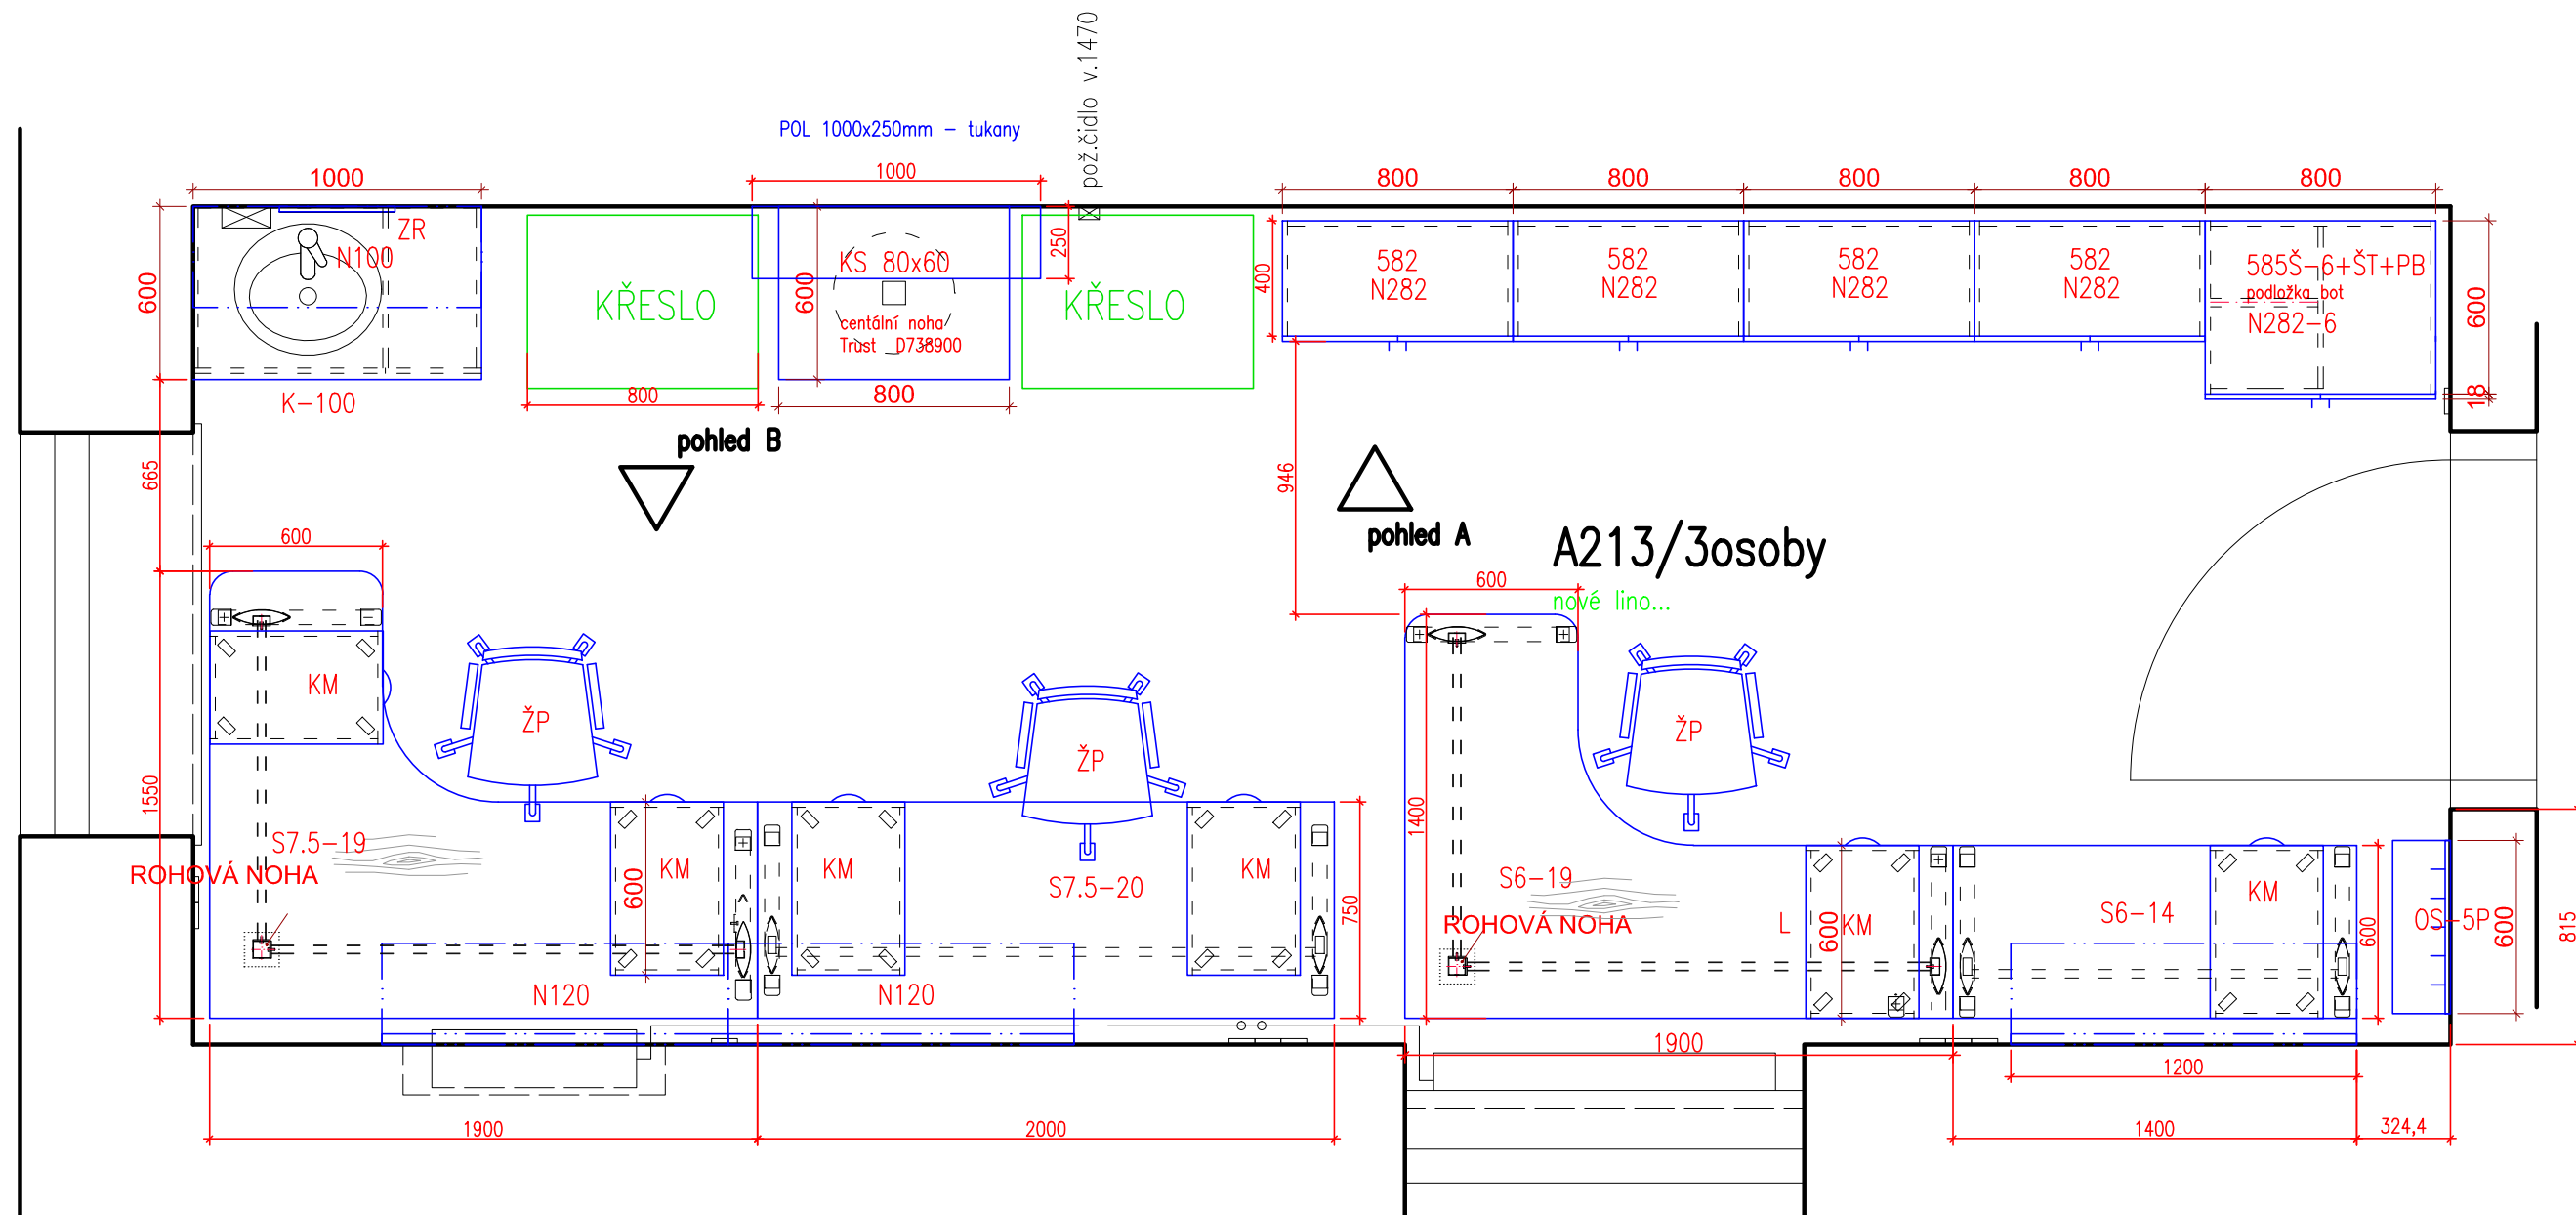 pož.čidlo v.1470
POL 1000x250mm – tukany
1000
1000
800
800
800
800
800
ZR
N100
600
K-100
KŘESLO
800
KS 80x60
600
250
centální noha
Trust D738900
800
KŘESLO
400
582
N282
582
N282
582
N282
582
N282
585Š-6+ŠT+PB
podložka bot
N282-6
600
18
pohled B
pohled A
665
946
A213/3osoby
nové lino...
600
600
KM
ŽP
ŽP
ŽP
1550
1400
S7.5-19
ROHOVÁ NOHA
KM
600
KM
S7.5-20
KM
750
S6-19
ROHOVÁ NOHA
L
600
KM
S6-14
KM
600
OS-5P
600
815
N120
N120
1900
1200
1900
2000
1400
324,4